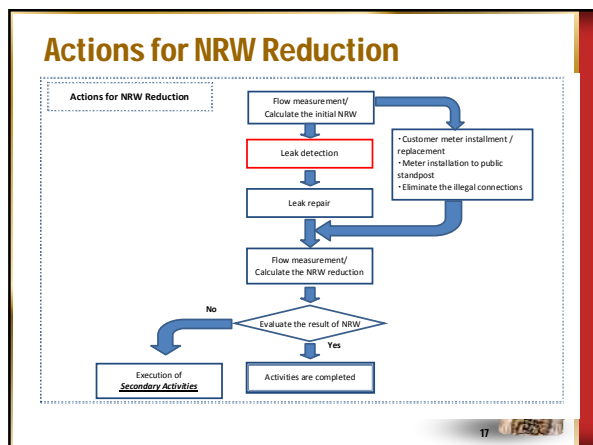 Actions for NRW Reduction
Actions for NRW Reduction
Flow measurement/
Calculate the initial NRW
Leak detection
・Customer meter installment /
replacement
・Meter installation to public
standpost
・Eliminate the illegal connections
Leak repair
Flow measurement/
Calculate the NRW reduction
No
Evaluate the result of NRW
Yes
Execution of
Secondary Activities
Activities are completed
17